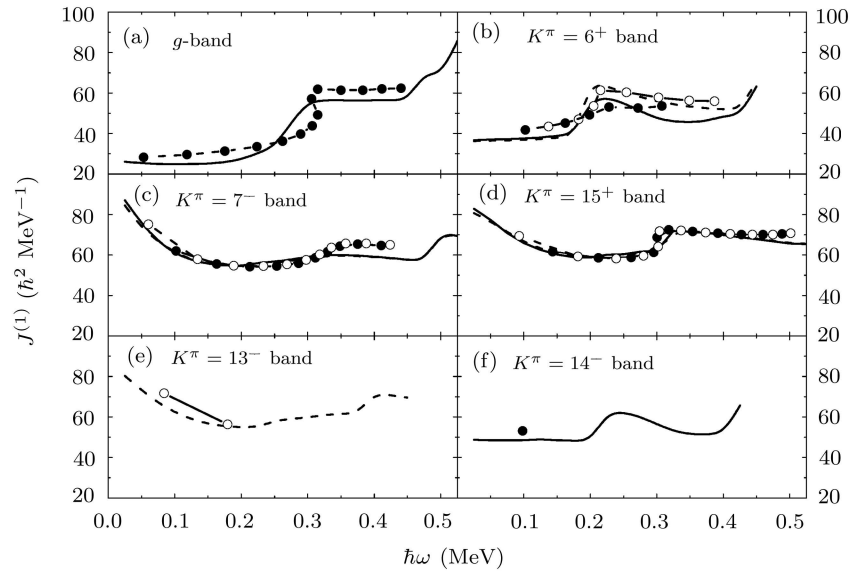 100 100
(a) g-band (b) Kπ = 6+ band
80 80
60 60
40 40
20 20
(c) Kπ = 7− band (d) Kπ = 15+ band
80 80
60 60
40 40
20 20
(e) Kπ = 13− band (f) Kπ = 14− band
80 80
60 60
40 40
20 20
0.0 0.1 0.2 0.3 0.4 0.5 0.1 0.2 0.3 0.4 0.5
ℏω (MeV) ℏω (MeV)
J(1) (ℏ2 MeV−1)